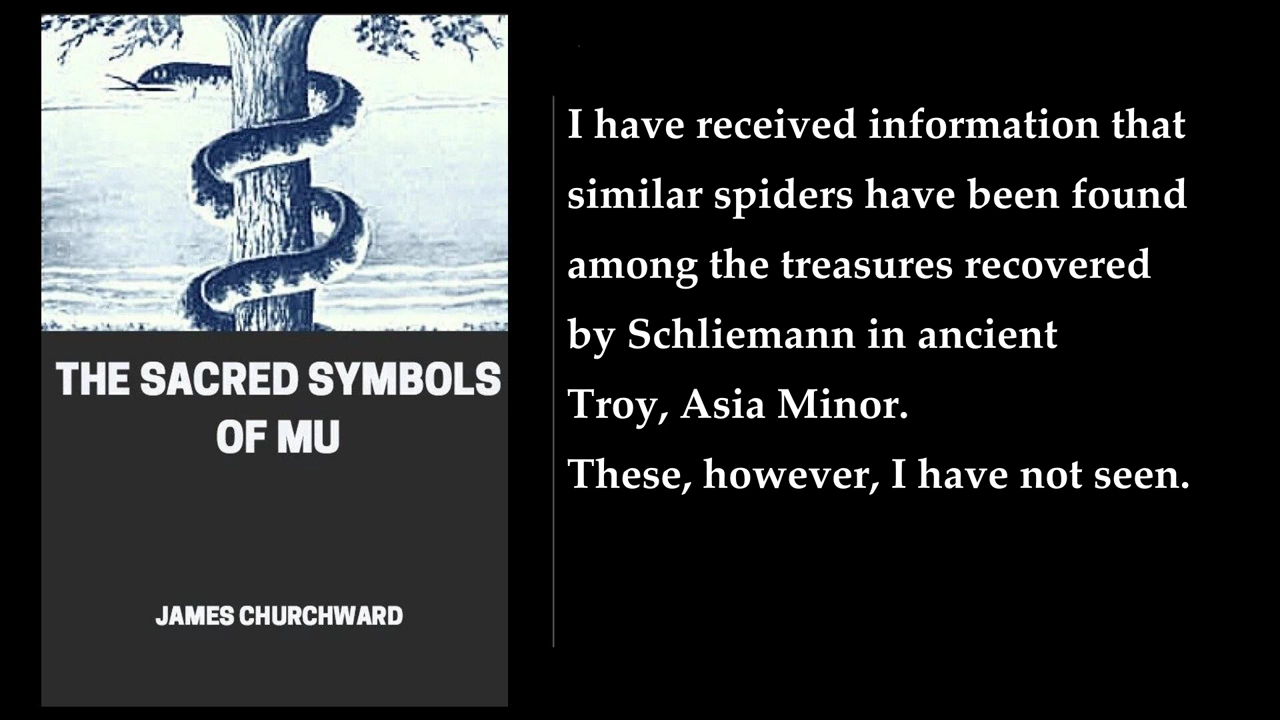 THE SACRED SYMBOLS
OF MU
JAMES CHURCHWARD
I have received information that
similar spiders have been found
among the treasures recovered
by Schliemann in ancient
Troy, Asia Minor.
These, however, I have not seen.